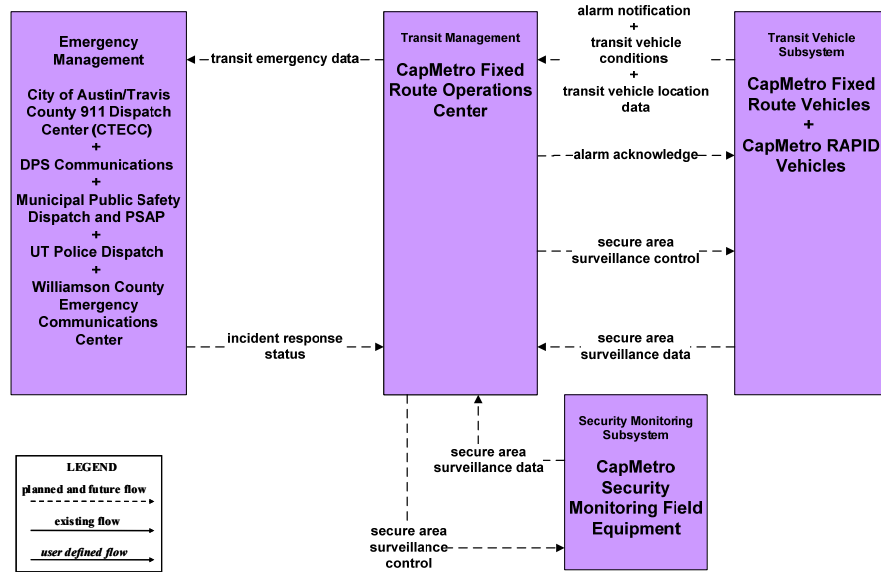 Emergency
Management
City of Austin/Travis
County 911 Dispatch
Center (CTECC)
+
DPS Communications
+
Municipal Public Safety
Dispatch and PSAP
+
UT Police Dispatch
+
Williamson County
Emergency
Communications
Center
transit emergency data
incident response
status
Transit Management
CapMetro Fixed
Route Operations
Center
alarm notification
+
transit vehicle
conditions
+
transit vehicle location
data
alarm acknowledge
secure area
surveillance control
secure area
surveillance data
Transit Vehicle
Subsystem
CapMetro Fixed
Route Vehicles
+
CapMetro RAPID
Vehicles
secure area
surveillance data
secure area
surveillance
control
Security Monitoring
Subsystem
CapMetro
Security
Monitoring Field
Equipment
LEGEND
planned and future flow
existing flow
user defined flow